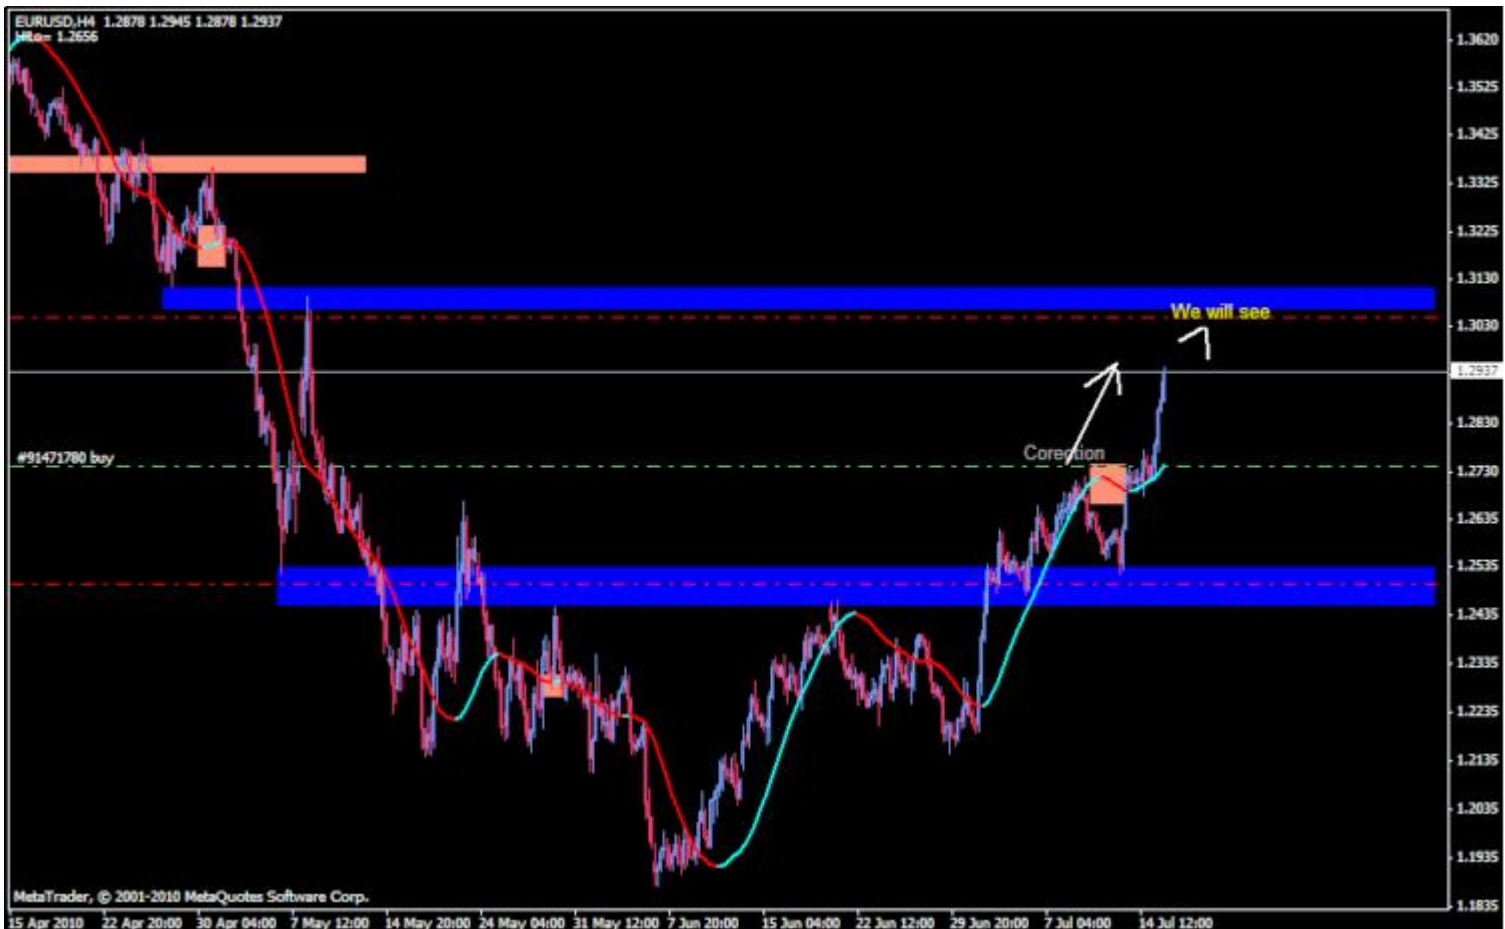 EURUSD,H4 1.2878 1.2945 1.2878 1.2937
HiLo= 1.2656
1.3620
1.3525
1.3425
1.3325
1.3225
1.3130
We will see
1.3030
1.2937
1.2830
Corection
#91471780 buy
1.2730
1.2635
1.2535
1.2435
1.2335
1.2235
1.2135
1.2035
1.1935
MetaTrader, © 2001-2010 MetaQuotes Software Corp.
1.1835
15 Apr 2010 22 Apr 20:00 30 Apr 04:00 7 May 12:00 14 May 20:00 24 May 04:00 31 May 12:00 7 Jun 20:00 15 Jun 04:00 22 Jun 12:00 29 Jun 20:00 7 Jul 04:00 14 Jul 12:00